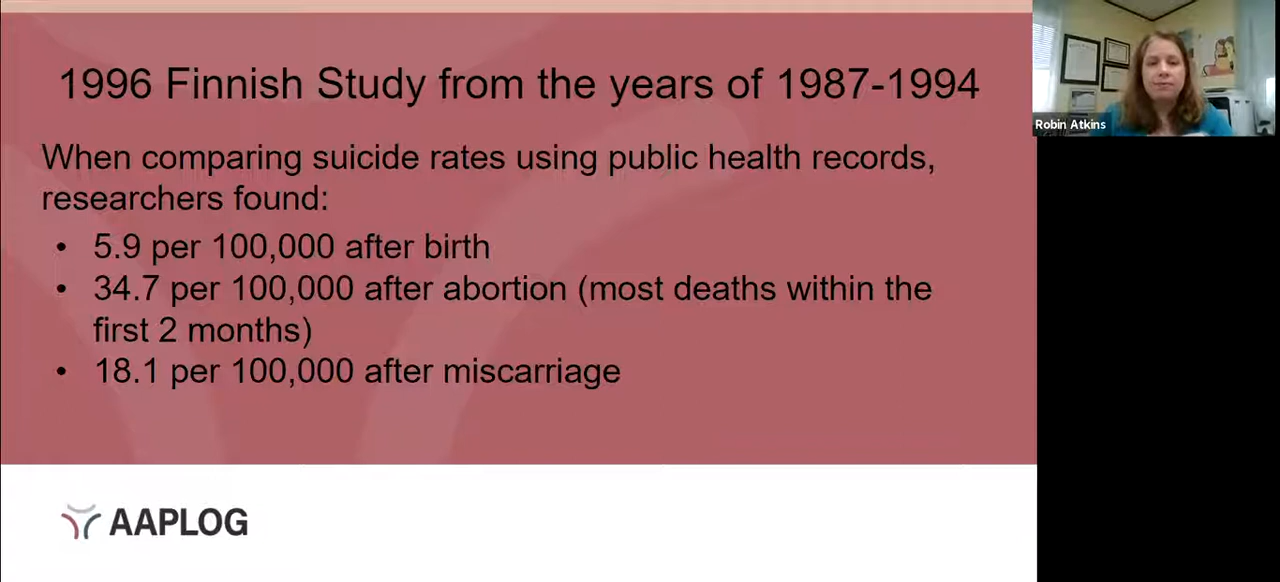 1996 Finnish Study from the years of 1987-1994
Robin Atkins
When comparing suicide rates using public health records,
researchers found:
• 5.9 per 100,000 after birth
• 34.7 per 100,000 after abortion (most deaths within the
first 2 months)
• 18.1 per 100,000 after miscarriage
AAPLOG